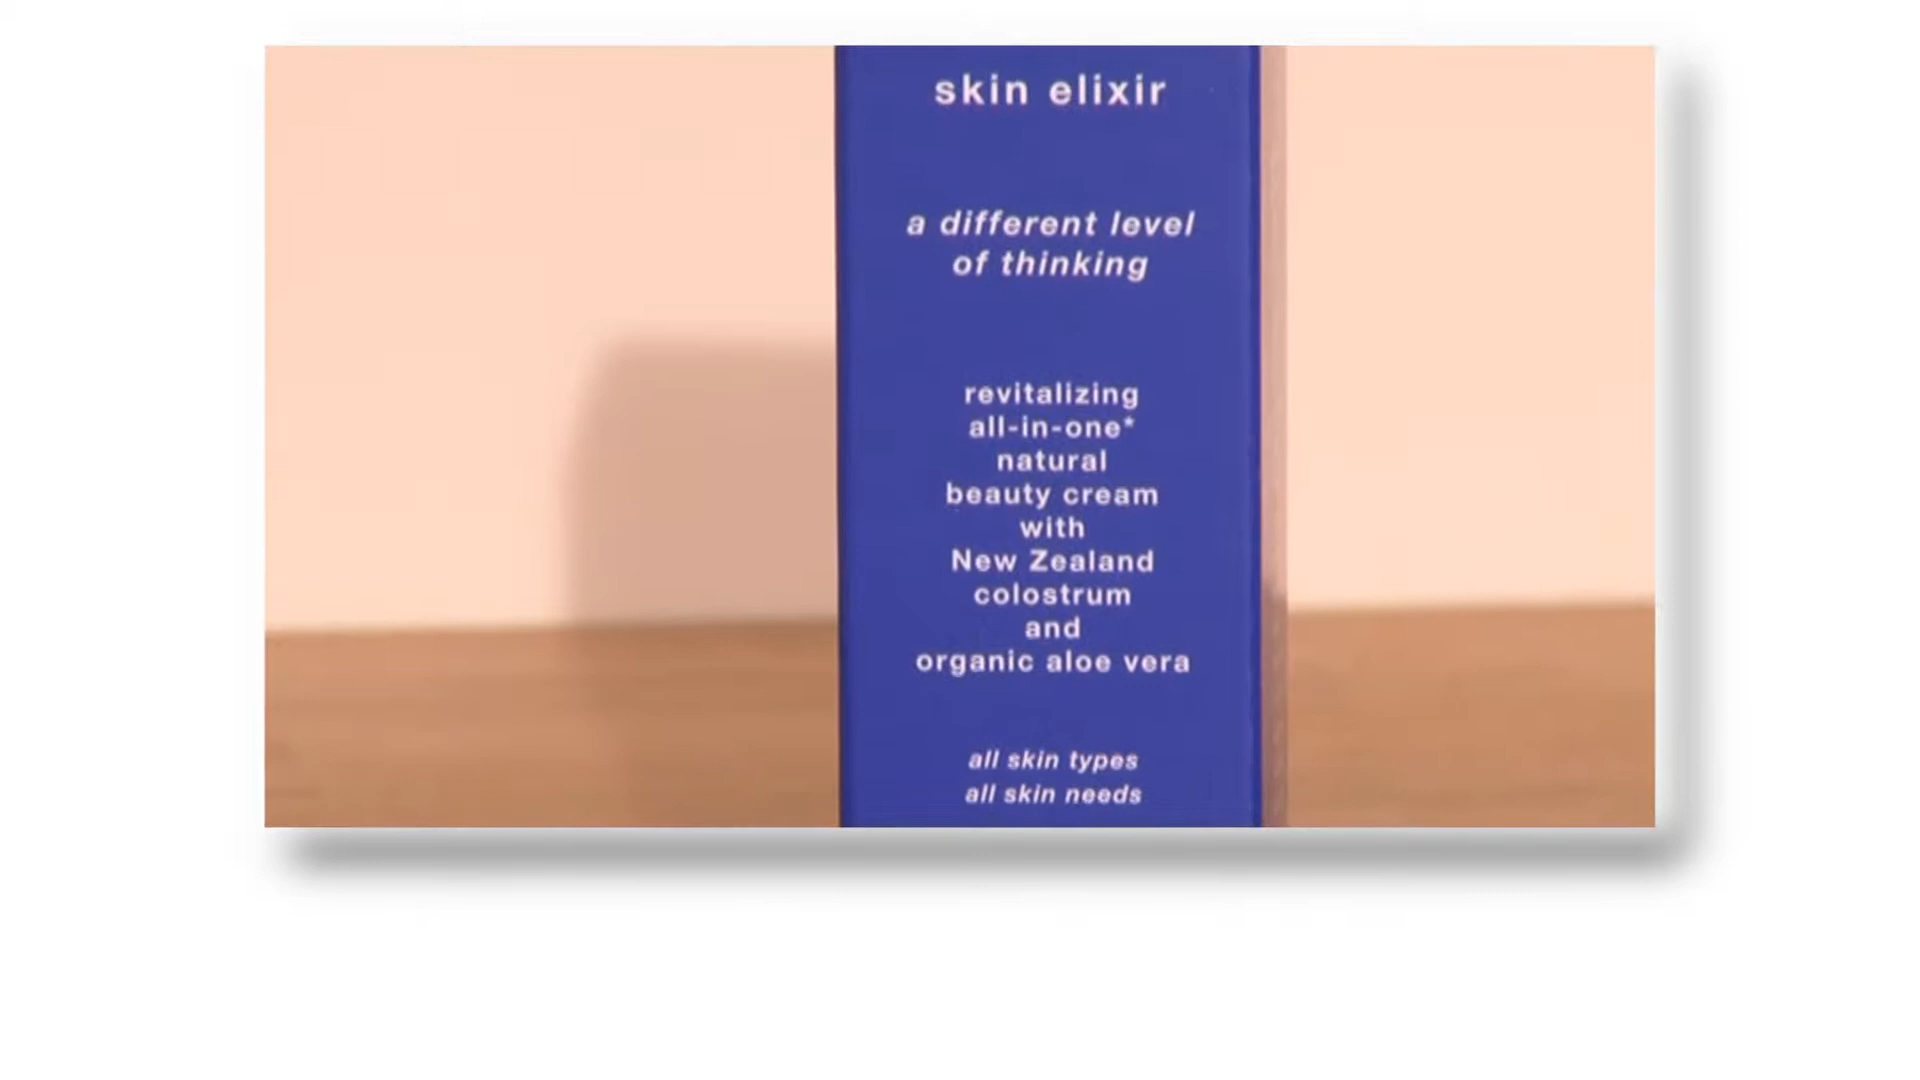 skin elixir
a different level
of thinking
revitalizing
all-in-one*
natural
beauty cream
with
New Zealand
colostrum
and
organic aloe vera
all skin types
all skin needs